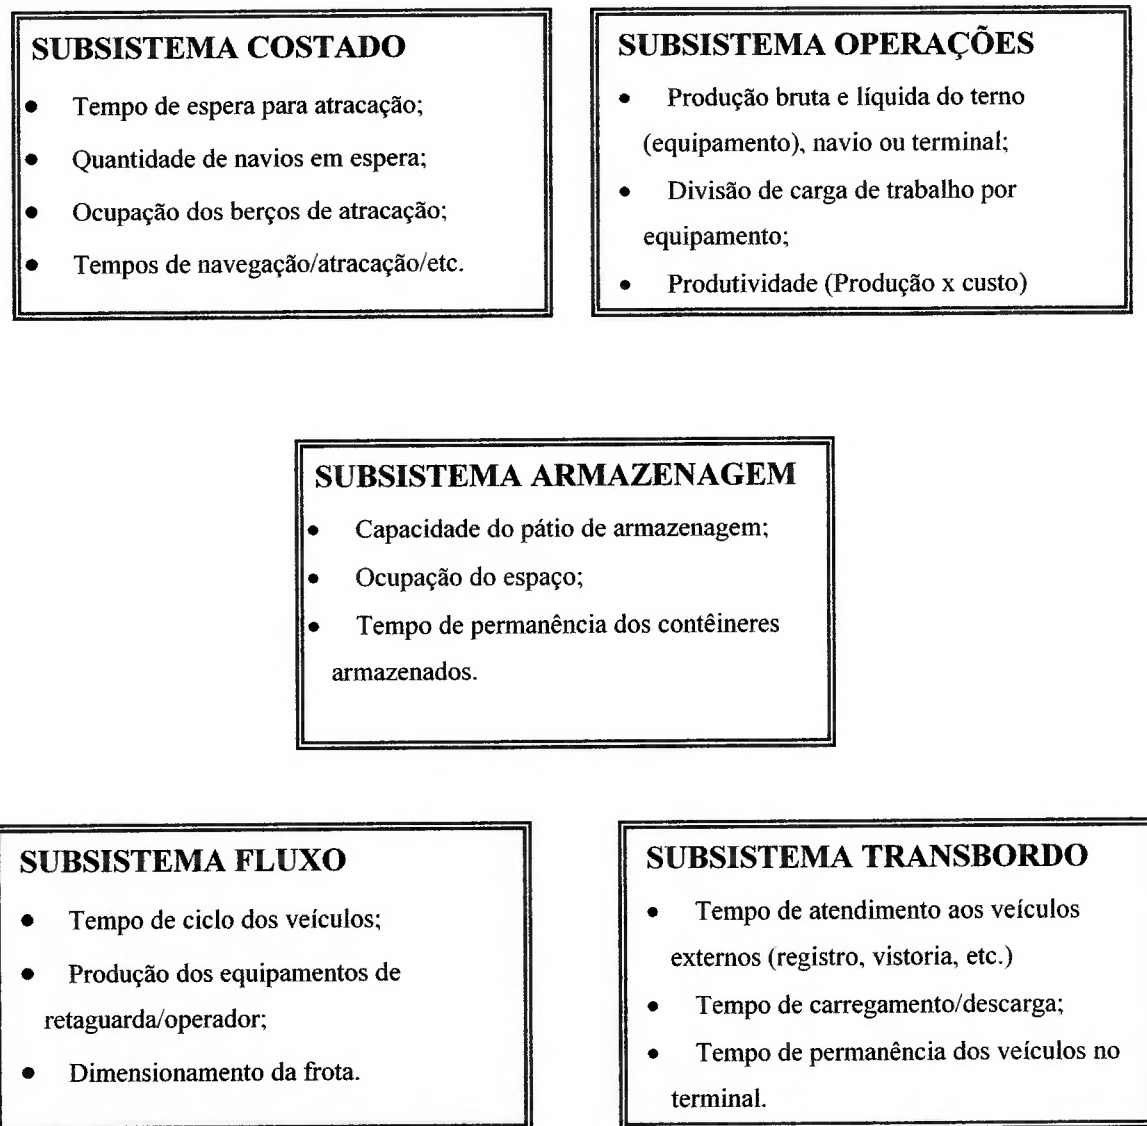 SUBSISTEMA COSTADO
• Tempo de espera para atracação;
• Quantidade de navios em espera;
• Ocupação dos berços de atracação;
• Tempos de navegação/atracação/etc.
SUBSISTEMA OPERAÇÕES
• Produção bruta e líquida do terno
(equipamento), navio ou terminal;
• Divisão de carga de trabalho por
equipamento;
• Produtividade (Produção x custo)
SUBSISTEMA ARMAZENAGEM
• Capacidade do pátio de armazenagem;
• Ocupação do espaço;
• Tempo de permanência dos contêineres
armazenados.
SUBSISTEMA FLUXO
• Tempo de ciclo dos veículos;
• Produção dos equipamentos de
retaguarda/operador;
• Dimensionamento da frota.
SUBSISTEMA TRANSBORDO
• Tempo de atendimento aos veículos
externos (registro, vistoria, etc.)
• Tempo de carregamento/descarga;
• Tempo de permanência dos veículos no
terminal.